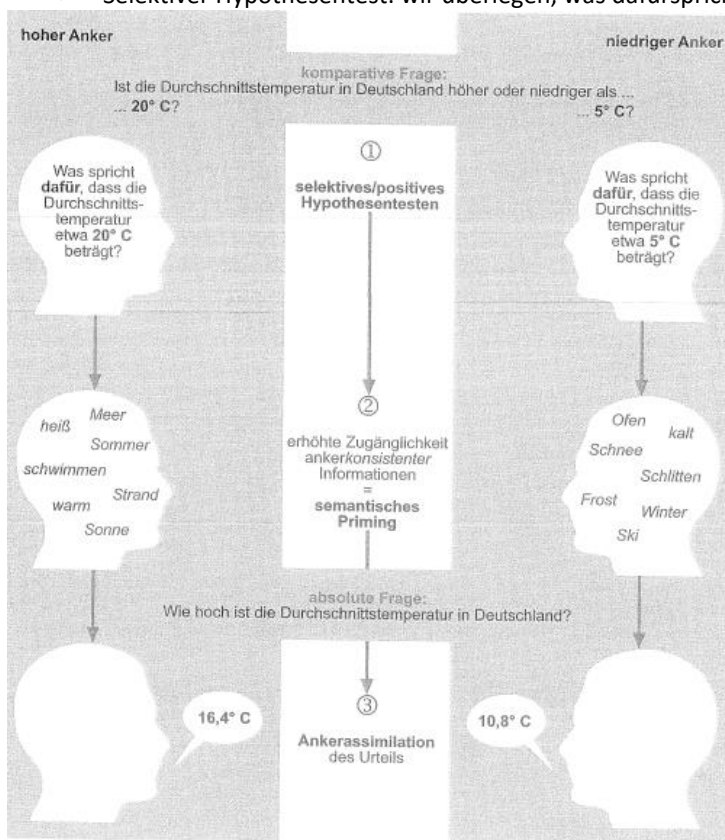 Selektiver Hypothesentest: wir überlegen, was dafürsprich
hoher Anker
niedriger Anker
komparative Frage:
Ist die Durchschnittstemperatur in Deutschland höher oder niedriger als ...
... 20° C?
... 5° C?
Was spricht
dafür, dass die
Durchschnitts-
temperatur
etwa 20° C
beträgt?
①
selektives/positives
Hypothesentesten
Was spricht
dafür, dass die
Durchschnitts-
temperatur
etwa 5° C
beträgt?
heiß
Meer
Sommer
schwimmen
Strand
warm
Sonne
②
erhöhte Zugänglichkeit
ankerkonsistenter
Informationen
=
semantisches
Priming
Ofen
kalt
Schnee
Schlitten
Frost
Winter
Ski
absolute Frage:
Wie hoch ist die Durchschnittstemperatur in Deutschland?
16,4° C
③
Ankerassimilation
des Urteils
10,8° C